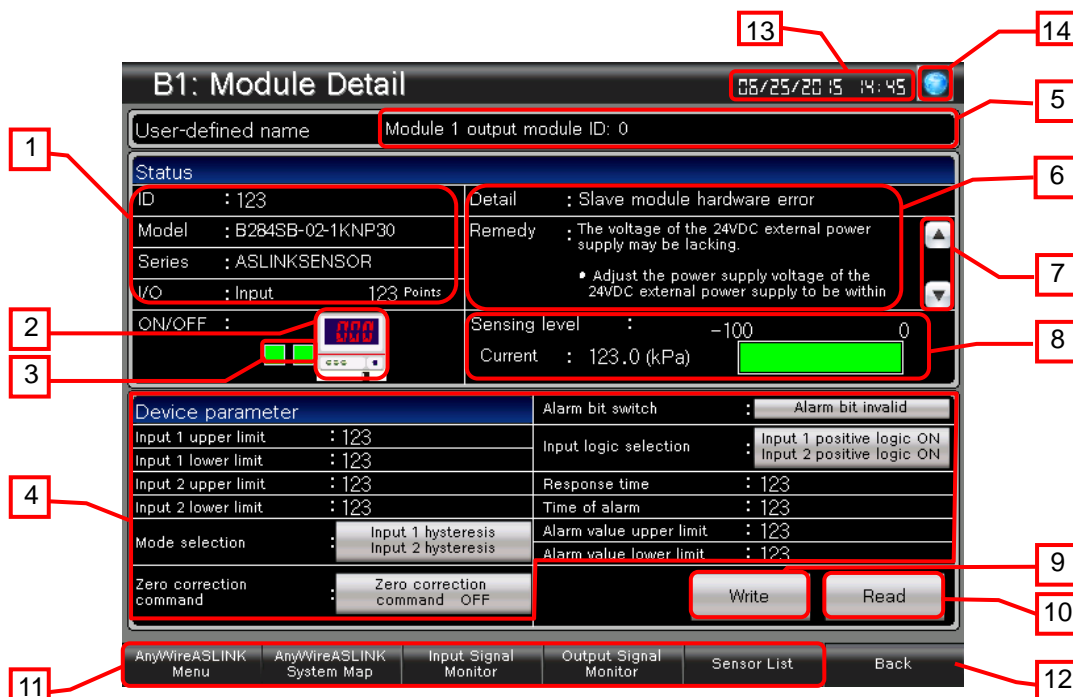 13
14
B1: Module Detail
06/25/2015 14:45
5
User-defined name
Module 1 output module ID: 0
1
Status
6
ID : 123
Detail : Slave module hardware error
Model : B284SB-02-1KNP30
Remedy : The voltage of the 24VDC external power
supply may be lacking.
Series : ASLINKSENSOR
• Adjust the power supply voltage of the
24VDC external power supply to be within
7
I/O : Input 123 Points
2
ON/OFF :
000
Sensing level : -100 0
8
3
Current : 123.0 (kPa)
Device parameter
Alarm bit switch : Alarm bit invalid
Input 1 upper limit : 123
Input logic selection : Input 1 positive logic ON
Input 2 positive logic ON
Input 1 lower limit : 123
4
Input 2 upper limit : 123
Response time : 123
Input 2 lower limit : 123
Time of alarm : 123
Mode selection : Input 1 hysteresis
Input 2 hysteresis
Alarm value upper limit : 123
Alarm value lower limit : 123
9
Zero correction
command : Zero correction
command OFF
Write
Read
10
AnyWireASLINK
Menu
AnyWireASLINK
System Map
Input Signal
Monitor
Output Signal
Monitor
Sensor List
Back
11
12